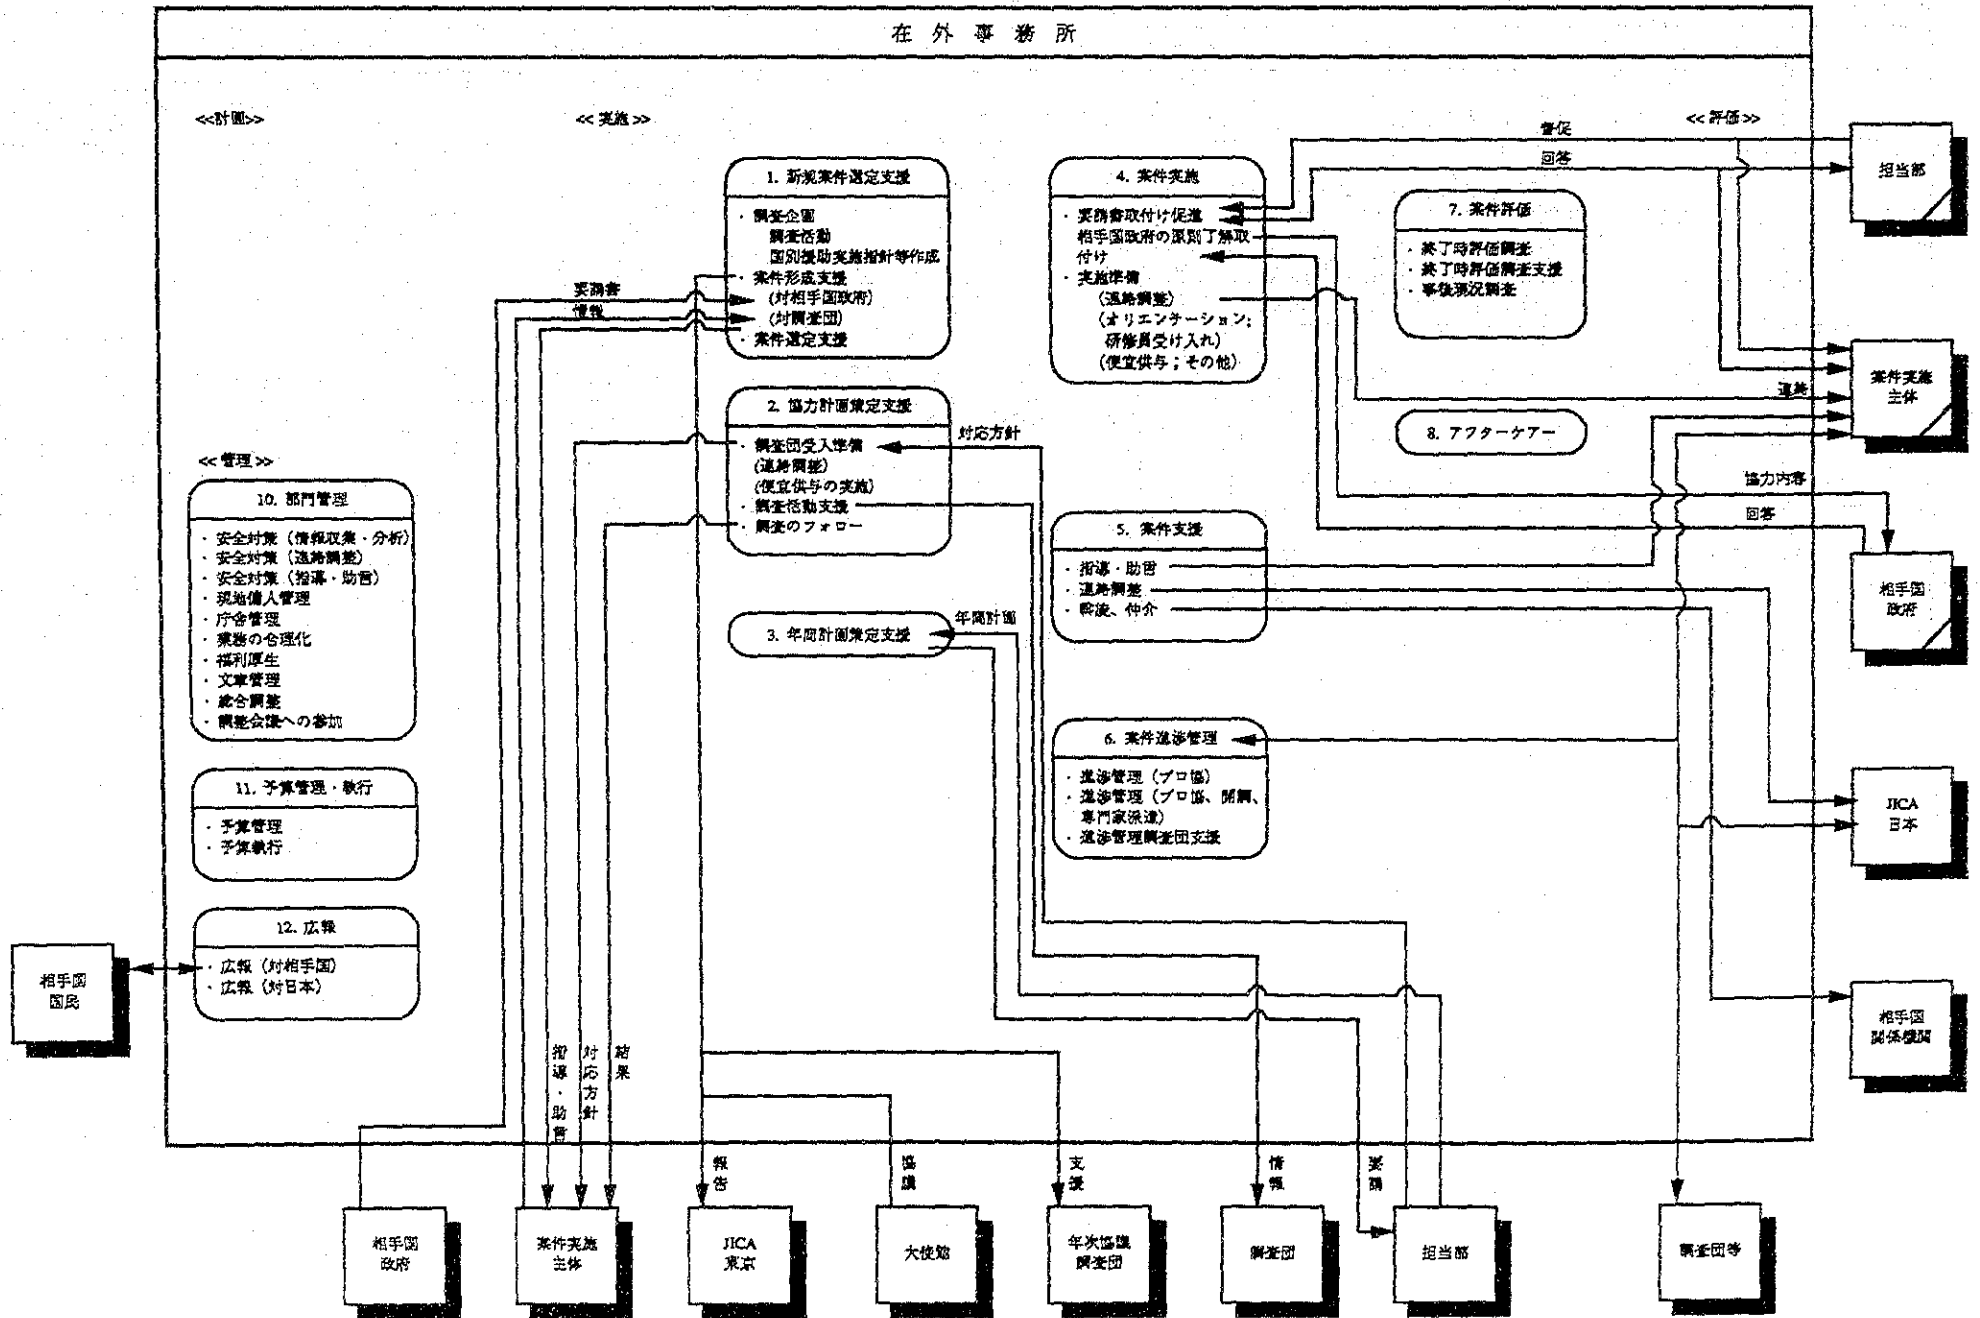 在外事務所
<<計画>>
<<実施>>
<<評価>>
<<管理>>
1. 新規案件選定支援
・調査企画
調査活動
国別援助実施指針等作成
・案件形成支援
(対相手国政府)
(対調査団)
・案件選定支援
要請書
情報
2. 協力計画策定支援
・調査団受入準備
(連絡調整)
(便宜供与の実施)
・調査活動支援
・調査のフォロー
対応方針
3. 年間計画策定支援
年間計画
4. 案件実施
・要請書取付け促進
相手国政府の原則了解取
付け
・実施準備
(連絡調整)
(オリエンテーション;
研修員受け入れ)
(便宜供与;その他)
5. 案件支援
・指導・助言
・連絡調整
・斡旋、仲介
6. 案件進渉管理
・進渉管理(プロ協)
・進渉管理(プロ協、開調、
専門家派遣)
・進渉管理調査団支援
7. 案件評価
・終了時評価調査
・終了時評価調査支援
・事後現況調査
8. アフターケアー
10. 部門管理
・安全対策(情報収集・分析)
・安全対策(連絡調整)
・安全対策(指導・助言)
・現地傭人管理
・庁舎管理
・業務の合理化
・福利厚生
・文章管理
・総合調整
・調整会議への参加
11. 予算管理・執行
・予算管理
・予算執行
12. 広報
・広報(対相手国)
・広報(対日本)
相手国
国民
督促
回答
担当部
案件実施
主体
連絡
協力内容
回答
相手国
政府
JICA
日本
相手国
関係機関
指導・助言
対応方針
結果
報告
協議
支援
情報
要請
相手国
政府
案件実施
主体
JICA
東京
大使館
年次協議
調査団
調査団
担当部
調査団等